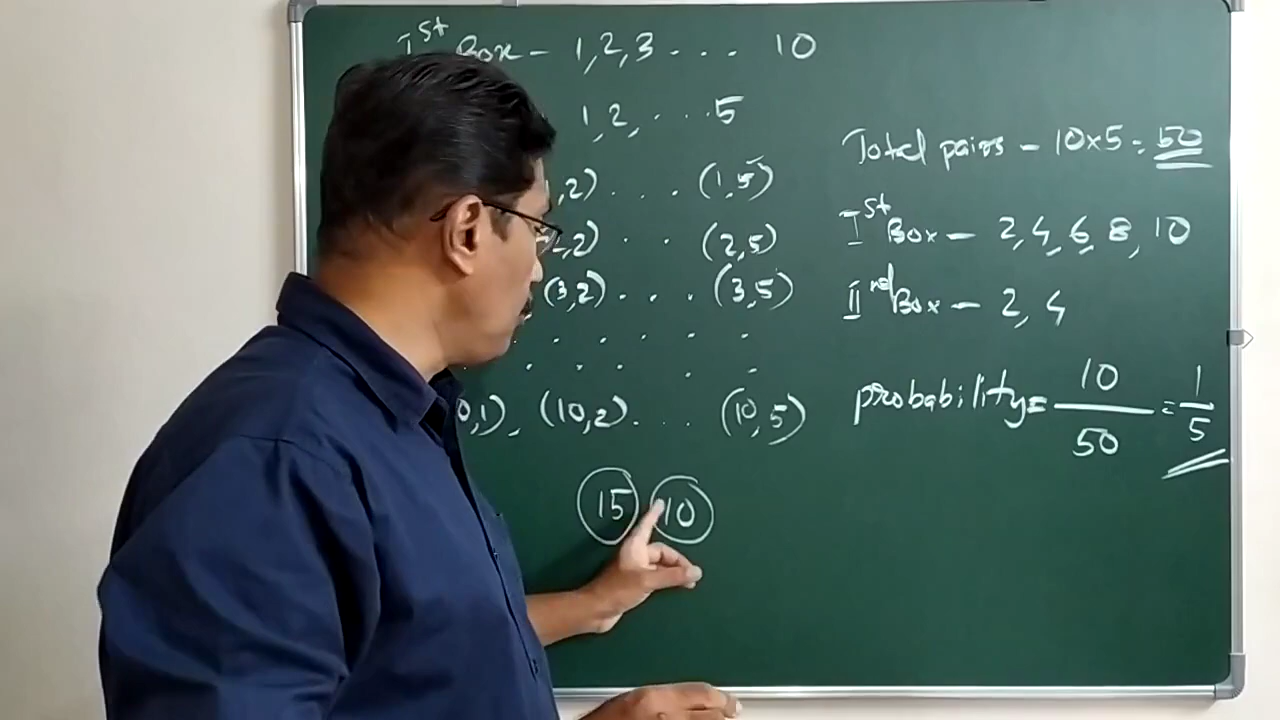 Ist Box - 1,2,3 . . . 10
1,2, . . . 5
,2) . . . (1,5)
,2) . . (2,5)
(3,2) . . . (3,5)
. . . . . .
. . . . . .
0,1), (10,2) . . . (10,5)
15 10
Total pairs - 10x5 = 50
Ist Box - 2,4,6,8,10
IInd Box - 2,4
probability = 10/50 = 1/5